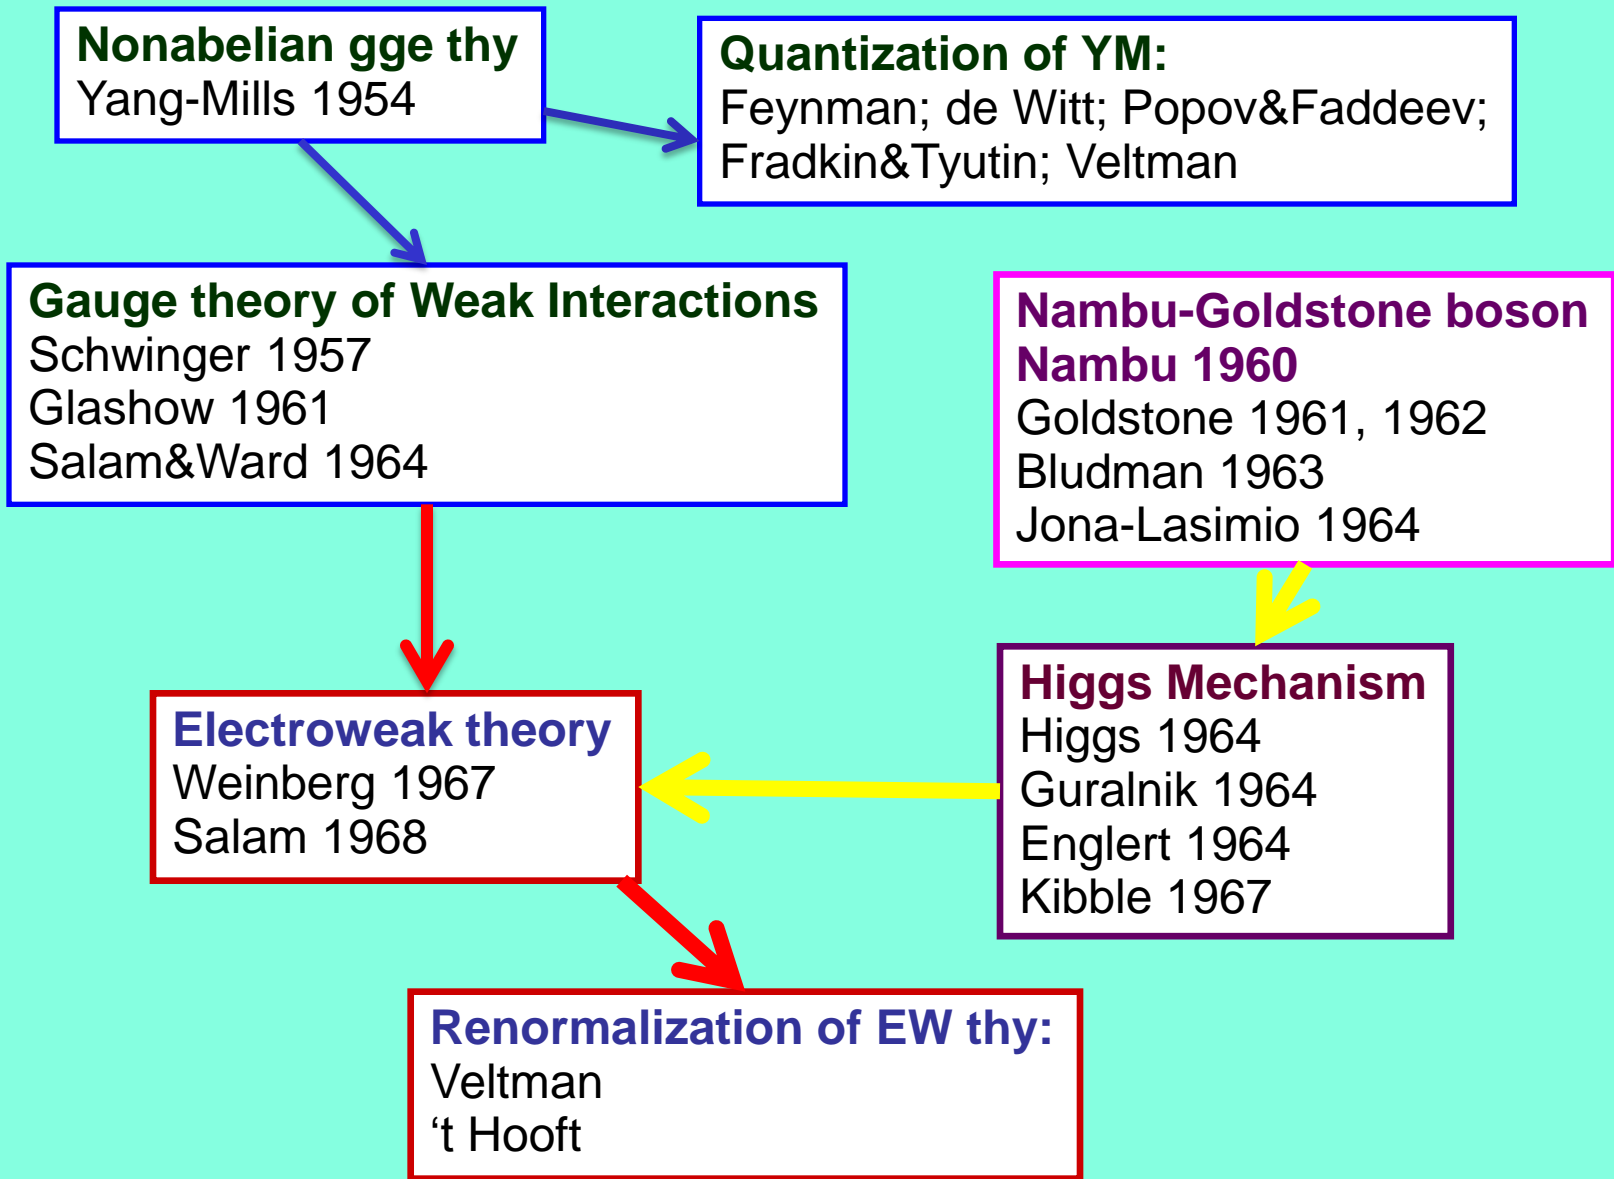 Nonabelian gge thy
Yang-Mills 1954
Quantization of YM:
Feynman; de Witt; Popov&Faddeev;
Fradkin&Tyutin; Veltman
Gauge theory of Weak Interactions
Schwinger 1957
Glashow 1961
Salam&Ward 1964
Nambu-Goldstone boson
Nambu 1960
Goldstone 1961, 1962
Bludman 1963
Jona-Lasimio 1964
Electroweak theory
Weinberg 1967
Salam 1968
Higgs Mechanism
Higgs 1964
Guralnik 1964
Englert 1964
Kibble 1967
Renormalization of EW thy:
Veltman
‘t Hooft